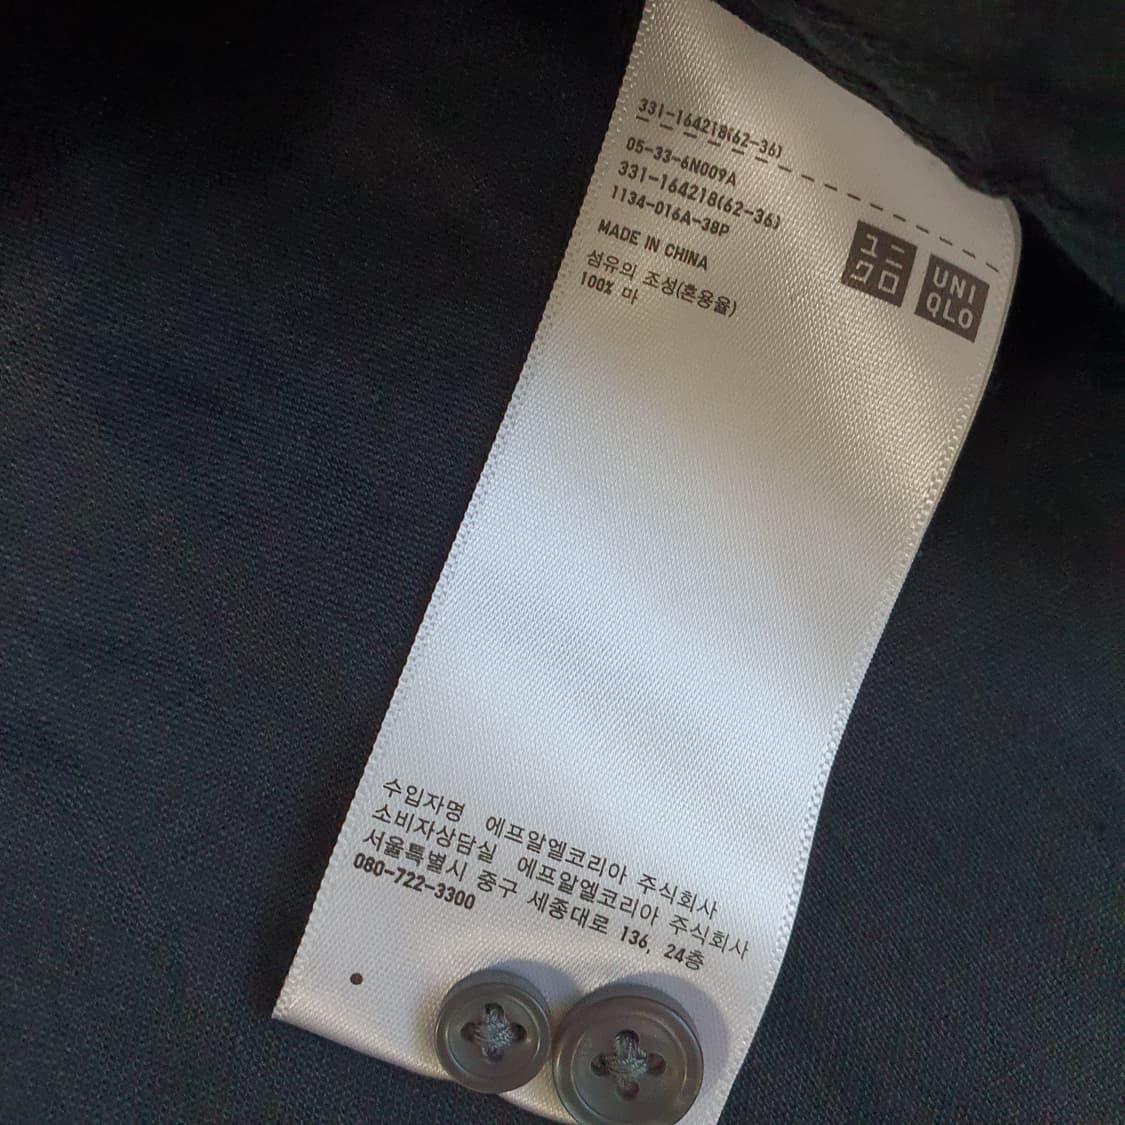 331-164218(62-36)
05-33-6N009A
331-164218(62-36)
1134-016A-38P
MADE IN CHINA
섬유의 조성(혼용율)
100% 마
ユニ
クロ
UNI
QLO
수입자명 에프알엘코리아 주식회사
소비자상담실 에프알엘코리아 주식회사
서울특별시 중구 세종대로 136, 24층
080-722-3300